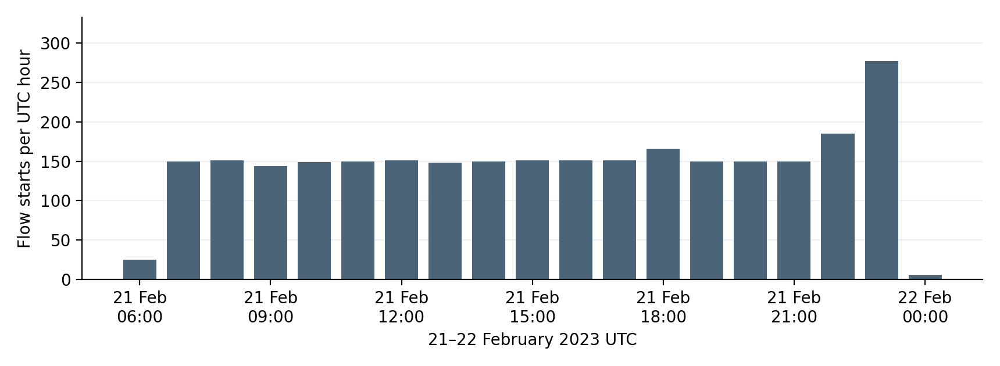 Flow starts per UTC hour
300
250
200
150
100
50
0
21 Feb 21 Feb 21 Feb 21 Feb 21 Feb 21 Feb 22 Feb
06:00 09:00 12:00 15:00 18:00 21:00 00:00
21–22 February 2023 UTC